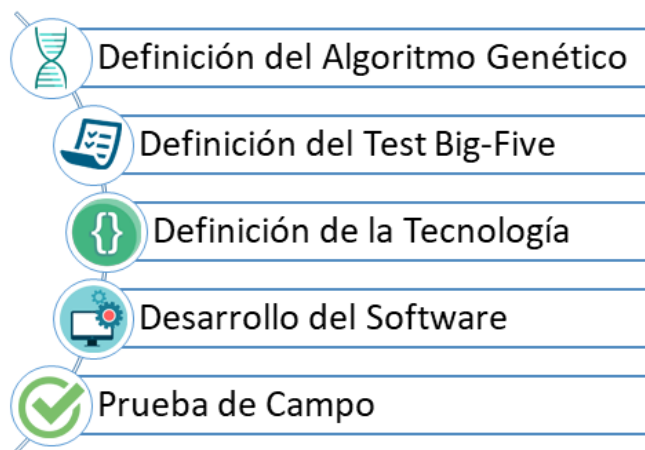 Definición del Algoritmo Genético
Definición del Test Big-Five
Definición de la Tecnología
Desarrollo del Software
Prueba de Campo